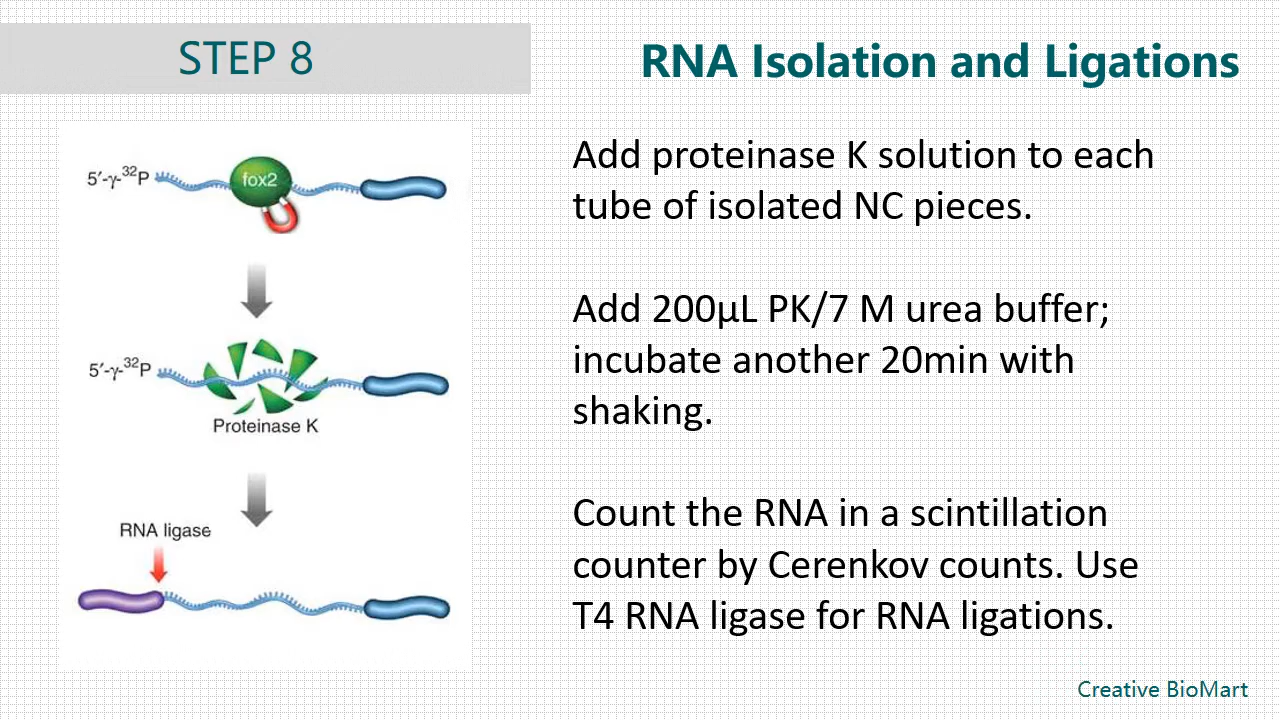 STEP 8
RNA Isolation and Ligations
5′-γ-³²P
fox2
5′-γ-³²P
Proteinase K
RNA ligase
Add proteinase K solution to each
tube of isolated NC pieces.
Add 200µL PK/7 M urea buffer;
incubate another 20min with
shaking.
Count the RNA in a scintillation
counter by Cerenkov counts. Use
T4 RNA ligase for RNA ligations.
Creative BioMart